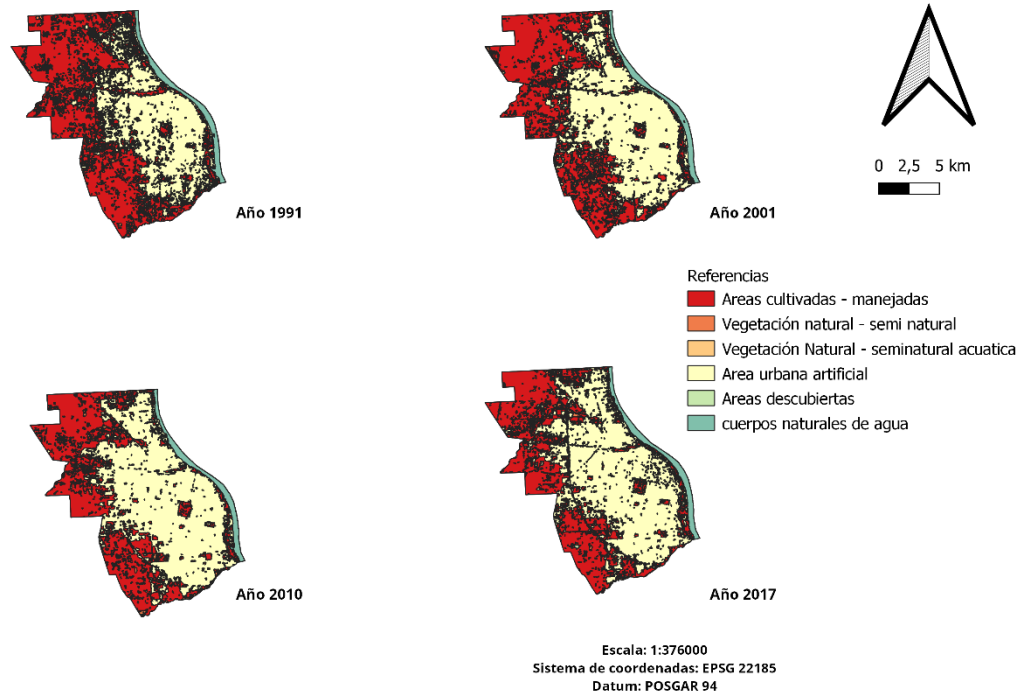 Año 1991
Año 2001
0 2,5 5 km
Referencias
Areas cultivadas - manejadas
Vegetación natural - semi natural
Vegetación Natural - seminatural acuatica
Area urbana artificial
Areas descubiertas
cuerpos naturales de agua
Año 2010
Año 2017
Escala: 1:376000
Sistema de coordenadas: EPSG 22185
Datum: POSGAR 94